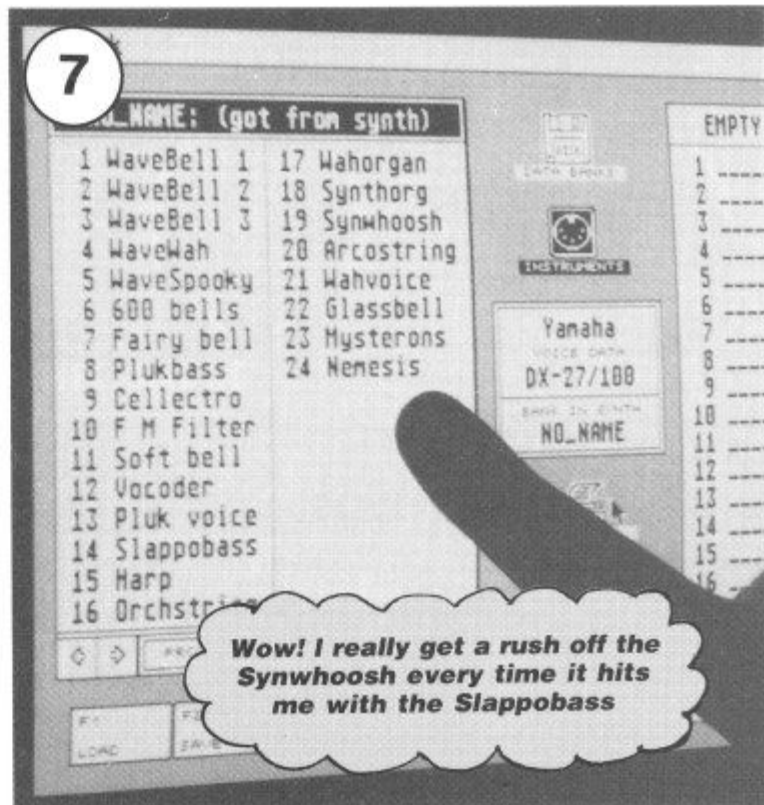 7
NO_NAME: (got from synth)
1 WaveBell 1
2 WaveBell 2
3 WaveBell 3
4 WaveWah
5 WaveSpooky
6 600 bells
7 Fairy bell
8 Plukbass
9 Cellectro
10 F M Filter
11 Soft bell
12 Vocoder
13 Pluk voice
14 Slappobass
15 Harp
16 Orchstring
17 Wahorgan
18 Synthorg
19 Synwhoosh
20 Arcostring
21 Wahvoice
22 Glassbell
23 Mysterons
24 Nemesis
DATA BANKS
INSTRUMENTS
Yamaha
VOICE DATA
DX-27/100
BANK IN SYNTH
NO_NAME
EMPTY
1 ----
2 ----
3 ----
4 ----
5 ----
6 ----
7 ----
8 ----
9 ----
10 ----
11 ----
12 ----
13 ----
14 ----
15 ----
16
F1
LOAD
SAVE
Wow! I really get a rush off the
Synwhoosh every time it hits
me with the Slappobass